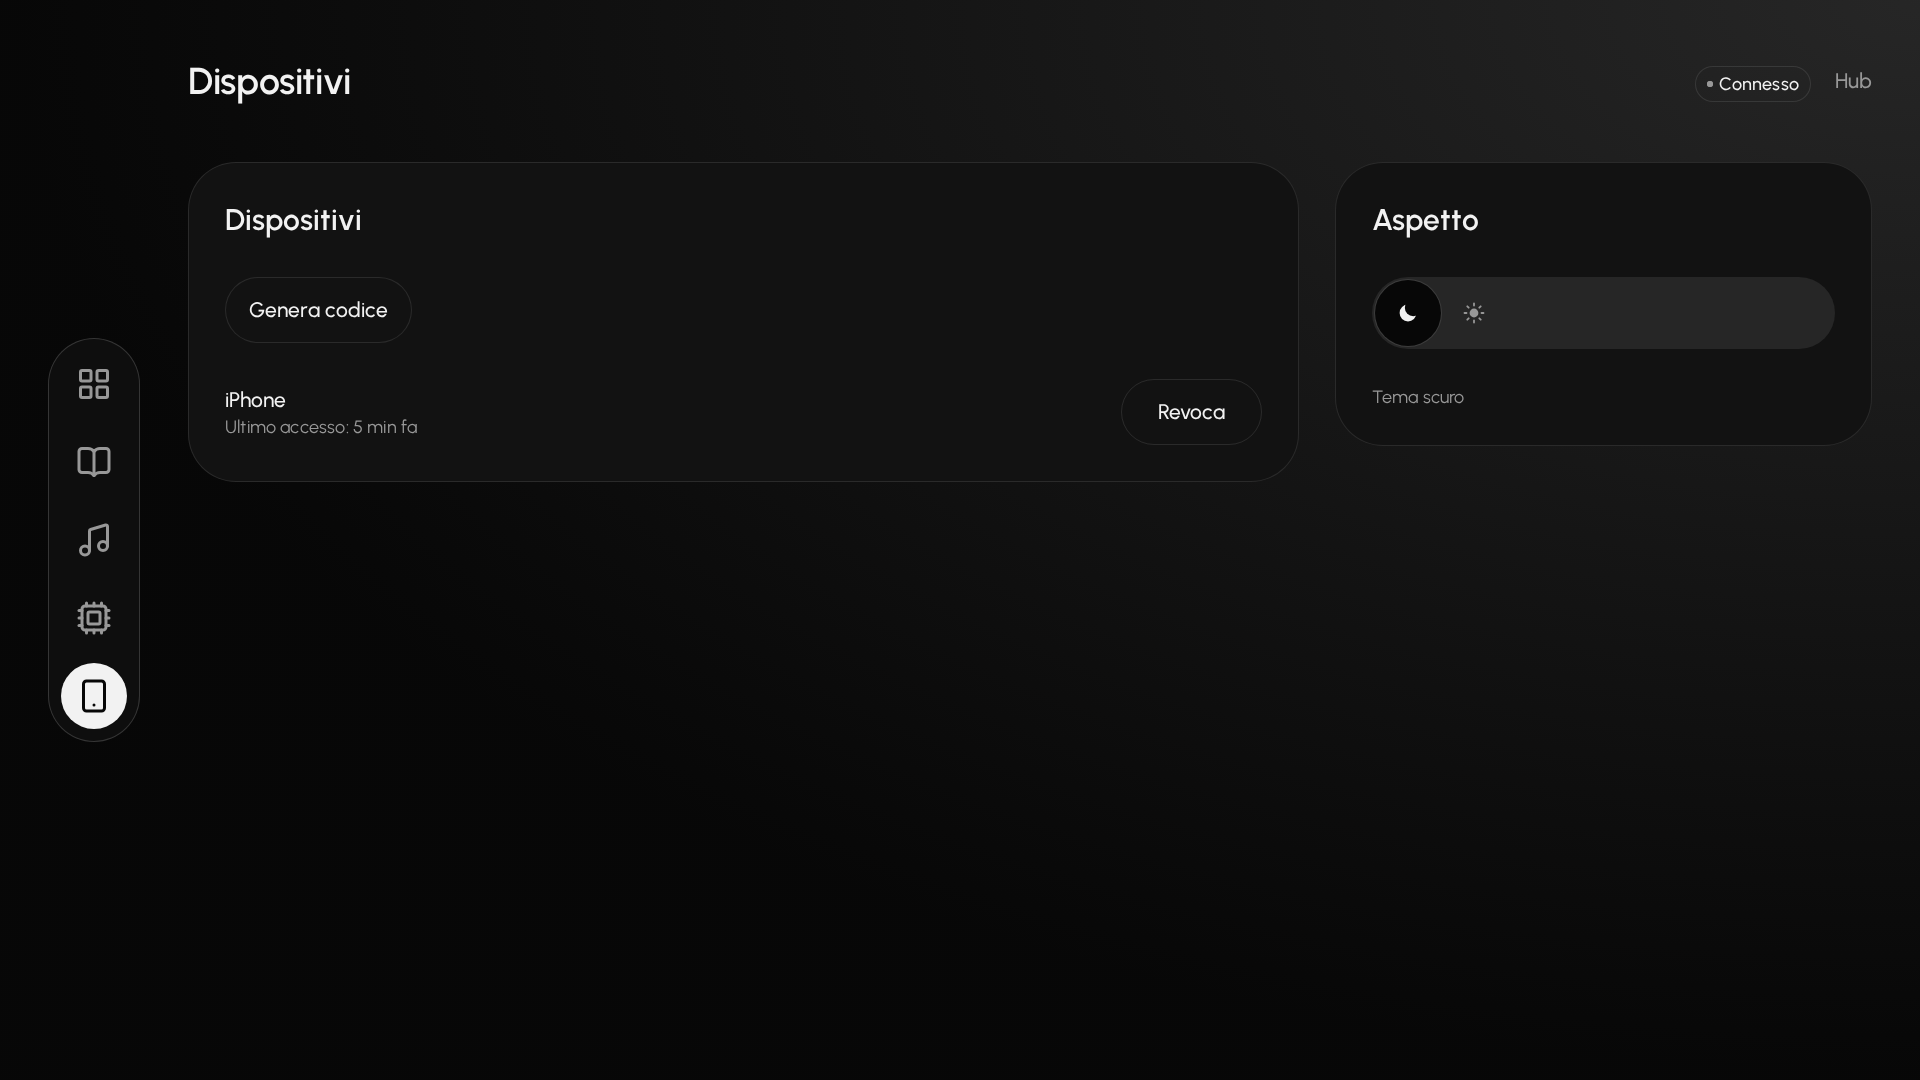 Dispositivi
Connesso
Hub
Dispositivi
Genera codice
iPhone
Ultimo accesso: 5 min fa
Revoca
Aspetto
Tema scuro